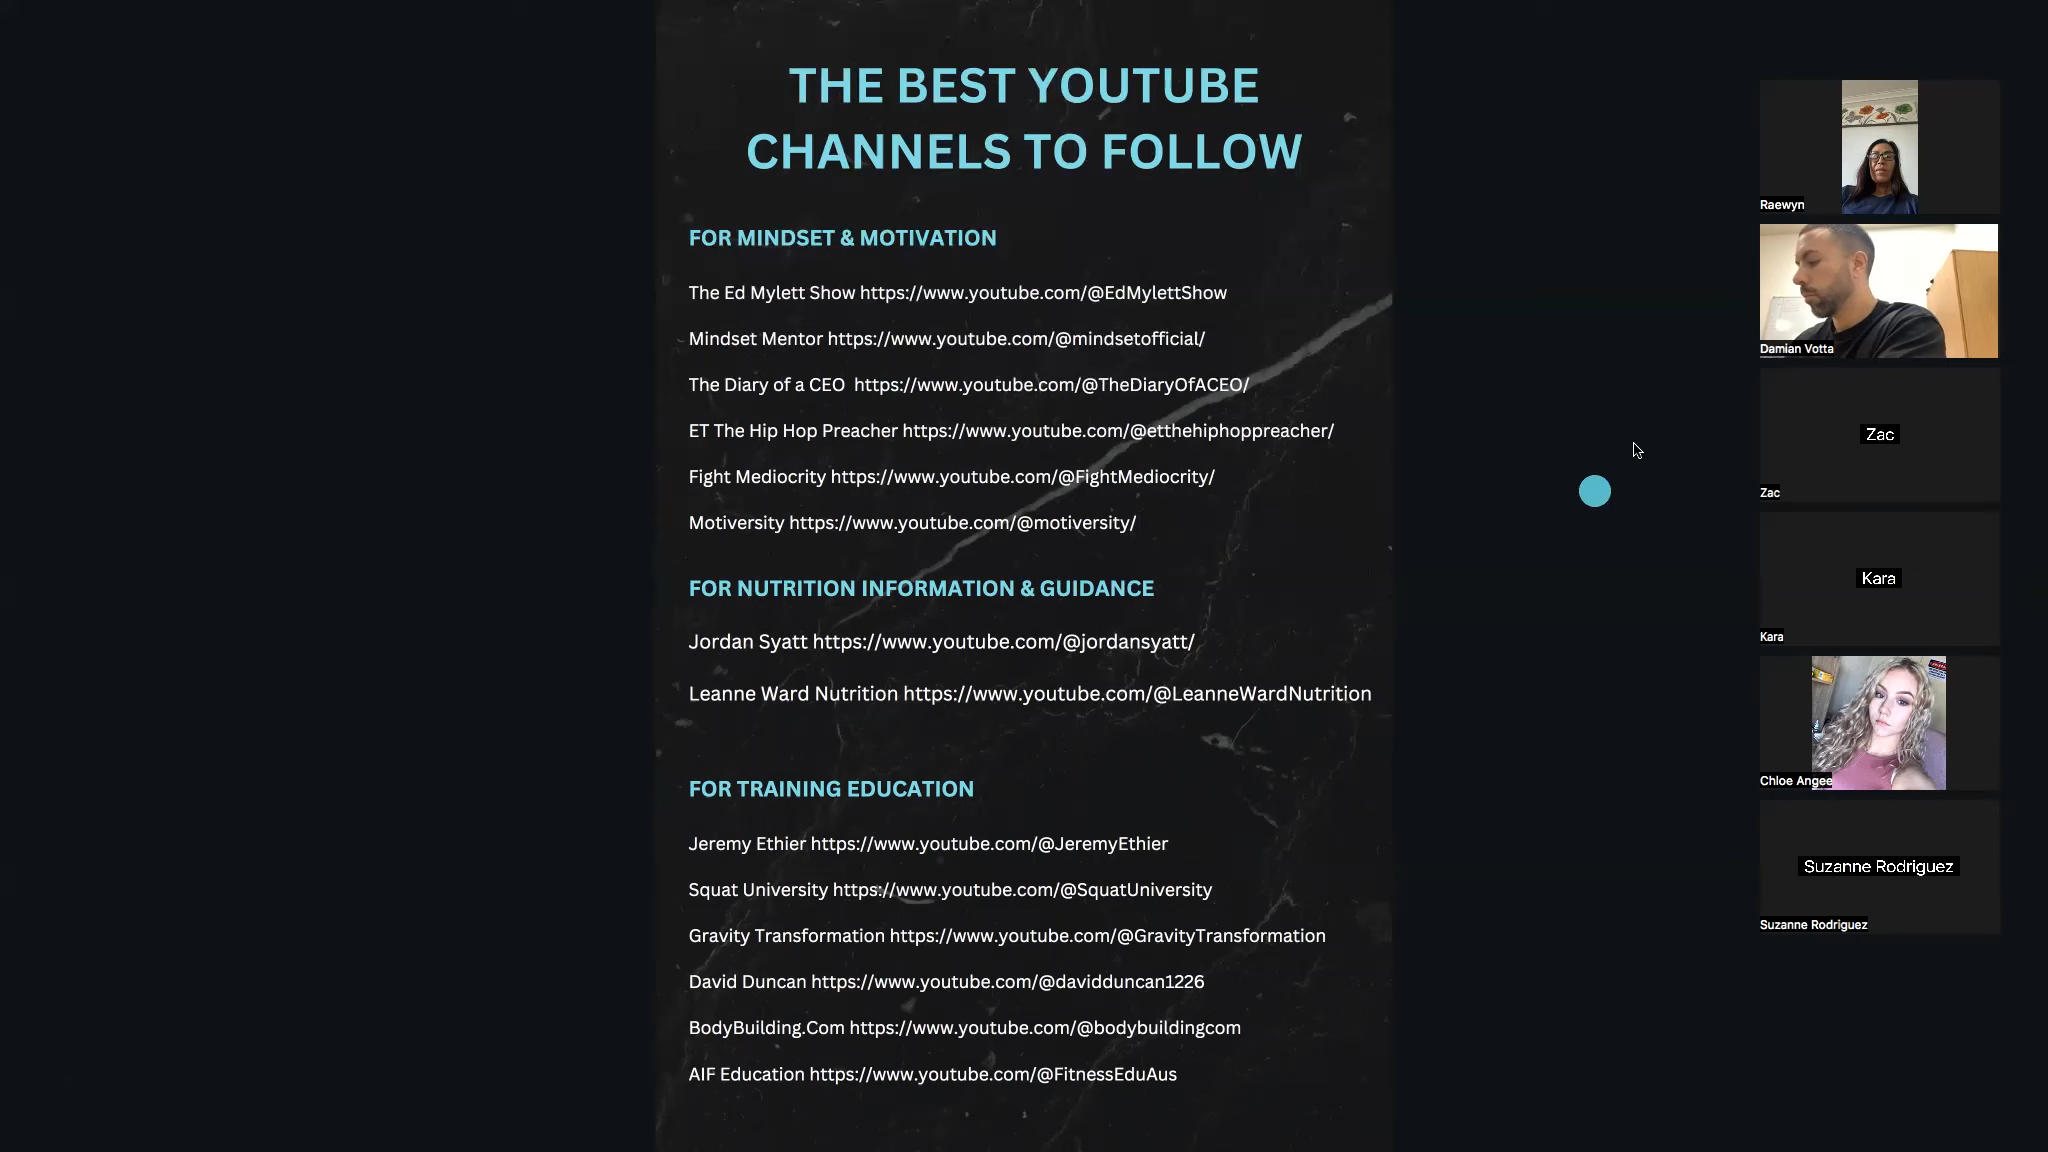 THE BEST YOUTUBE
CHANNELS TO FOLLOW
FOR MINDSET & MOTIVATION
The Ed Mylett Show https://www.youtube.com/@EdMylettShow
Mindset Mentor https://www.youtube.com/@mindsetofficial/
The Diary of a CEO  https://www.youtube.com/@TheDiaryOfACEO/
ET The Hip Hop Preacher https://www.youtube.com/@etthehiphoppreacher/
Fight Mediocrity https://www.youtube.com/@FightMediocrity/
Motiversity https://www.youtube.com/@motiversity/
FOR NUTRITION INFORMATION & GUIDANCE
Jordan Syatt https://www.youtube.com/@jordansyatt/
Leanne Ward Nutrition https://www.youtube.com/@LeanneWardNutrition
FOR TRAINING EDUCATION
Jeremy Ethier https://www.youtube.com/@JeremyEthier
Squat University https://www.youtube.com/@SquatUniversity
Gravity Transformation https://www.youtube.com/@GravityTransformation
David Duncan https://www.youtube.com/@davidduncan1226
BodyBuilding.Com https://www.youtube.com/@bodybuildingcom
AIF Education https://www.youtube.com/@FitnessEduAus
Raewyn
Damian Votta
Zac
Zac
Kara
Kara
Chloe Angee
Suzanne Rodriguez
Suzanne Rodriguez